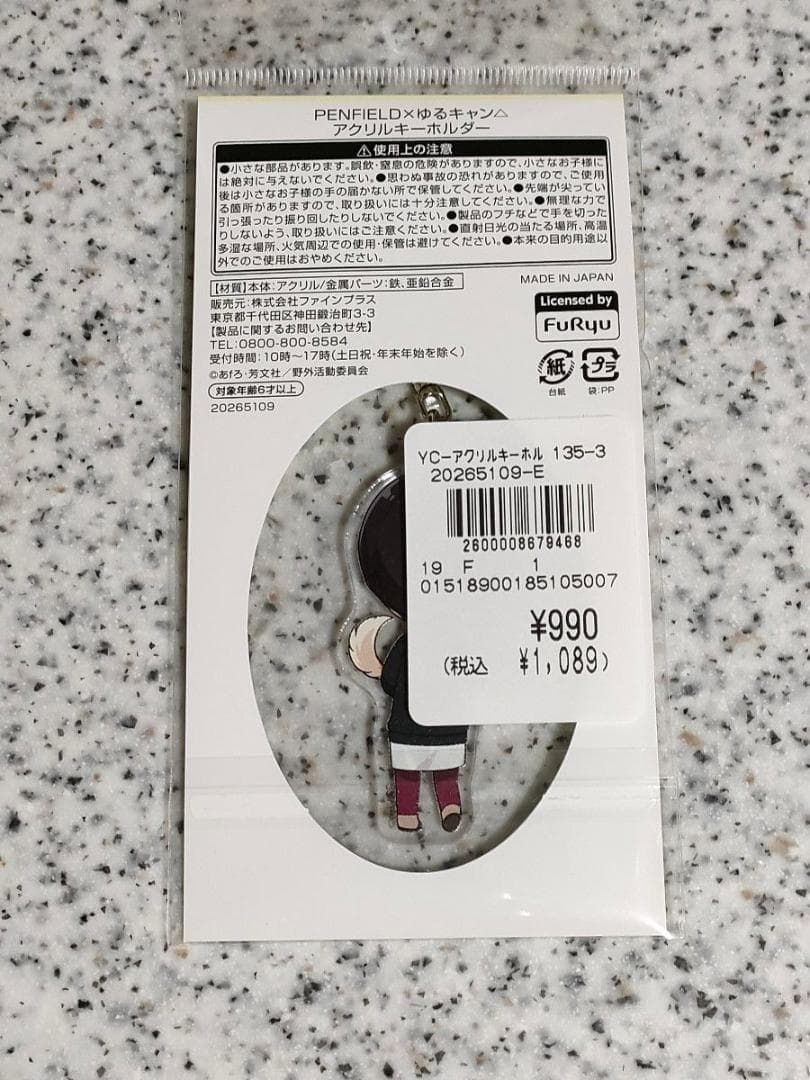 PENFIELD×ゆるキャン△
アクリルキーホルダー
⚠使用上の注意
●小さな部品があります。誤飲・窒息の危険がありますので、小さなお子様に
は絶対に与えないでください。●思わぬ事故の恐れがありますので、ご使用
後は小さなお子様の手の届かない所で保管してください。●先端が尖ってい
る箇所がありますので、取り扱いには十分注意してください。●無理な力で
引っ張ったり振り回したりしないでください。●製品のフチなどで手を切った
りしないよう、取り扱いにはご注意ください。●直射日光の当たる場所、高温
多湿な場所、火気周辺での使用・保管は避けてください。●本来の目的用途以
外でのご使用はおやめください。
【材質】本体:アクリル/金属パーツ:鉄、亜鉛合金
販売元:株式会社ファインプラス
東京都千代田区神田鍛治町3-3
【製品に関するお問い合わせ先】
TEL:0800-800-8584
受付時間:10時〜17時(土日祝・年末年始を除く)
©あfろ・芳文社/野外活動委員会
対象年齢6才以上
20265109
MADE IN JAPAN
Licensed by
FuRyu
紙
台紙
プラ
袋:PP
YC-アクリルキーホル 135-3
20265109-E
2600008679468
19 F 1
01518900185105007
¥990
(税込 ¥1,089)